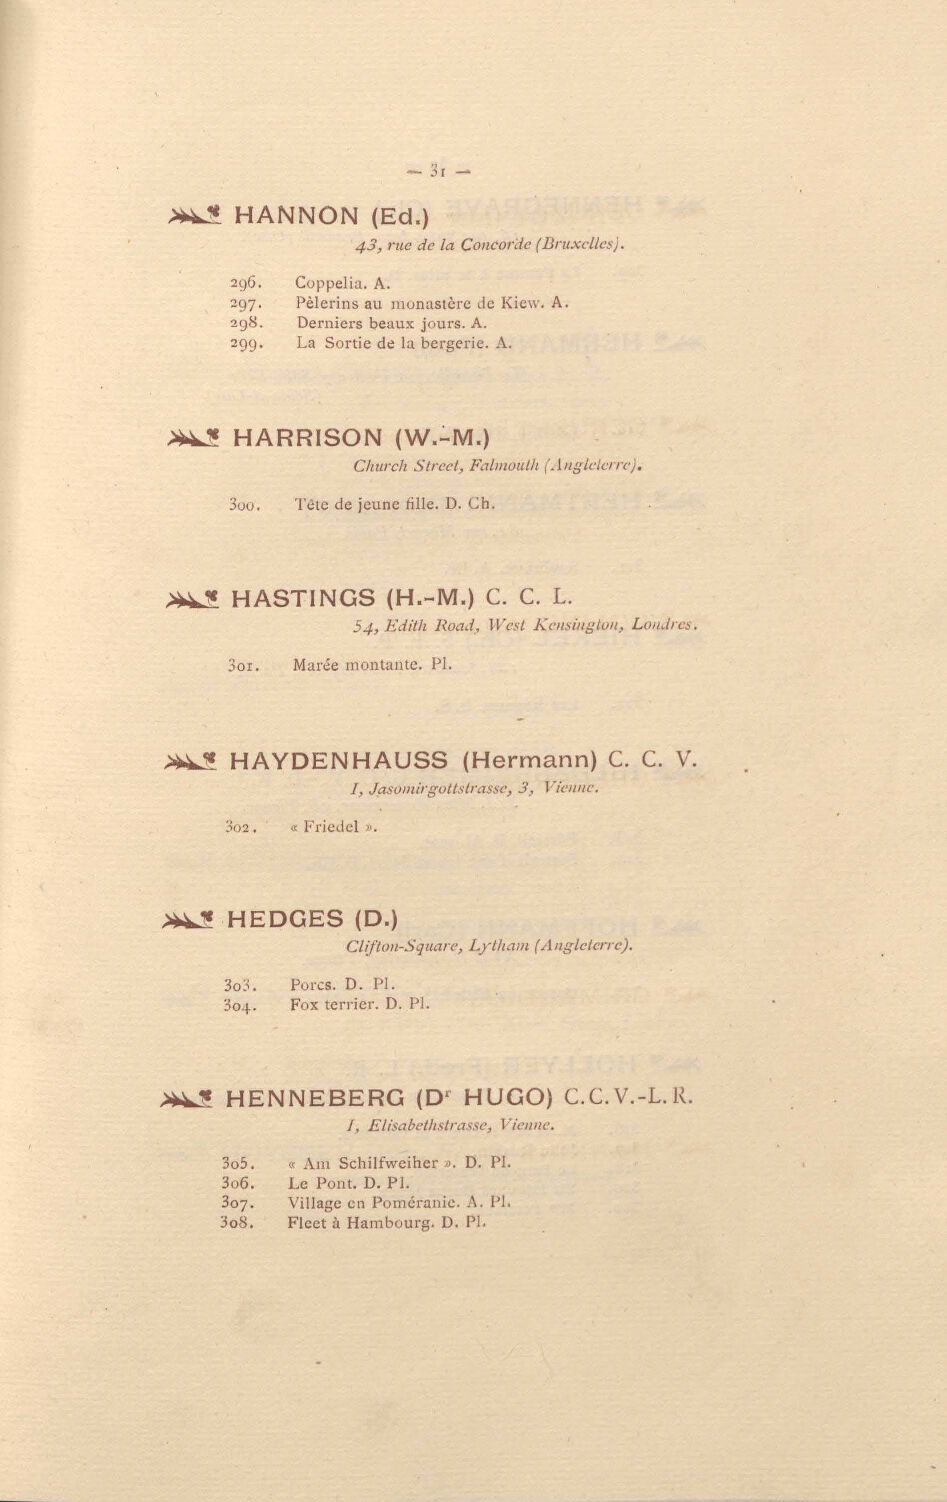 — 31 —
HANNON (Ed.)
43, rue de la Concorde (Bruxelles).
296. Coppelia. A.
297. Pèlerins au monastère de Kiew. A.
298. Derniers beaux jours. A.
299. La Sortie de la bergerie. A.
HARRISON (W.-M.)
Church Street, Falmouth (Angleterre).
300. Tête de jeune fille. D. Ch.
HASTINGS (H.-M.) C. C. L.
54, Edith Road, West Kensington, Londres.
301. Marée montante. Pl.
HAYDENHAUSS (Hermann) C. C. V.
I, Jasomirgottstrasse, 3, Vienne.
302. « Friedel ».
HEDGES (D.)
Clifton-Square, Lytham (Angleterre).
303. Porcs. D. Pl.
304. Fox terrier. D. Pl.
HENNEBERG (Dr HUGO) C.C.V.-L.R.
I, Elisabethstrasse, Vienne.
305. « Am Schilfweiher ». D. Pl.
306. Le Pont. D. Pl.
307. Village en Poméranie. A. Pl.
308. Fleet à Hambourg. D. Pl.